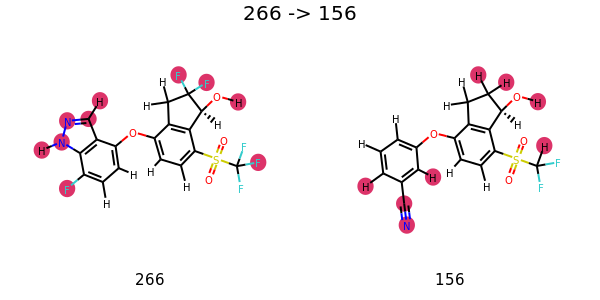 266 -> 156
H F F H F H
H O H N H
N O
H N O F
S F
F H H O F
H H
H H H H
H O H
H O H
O F
H H S
H H O F
N
266 156